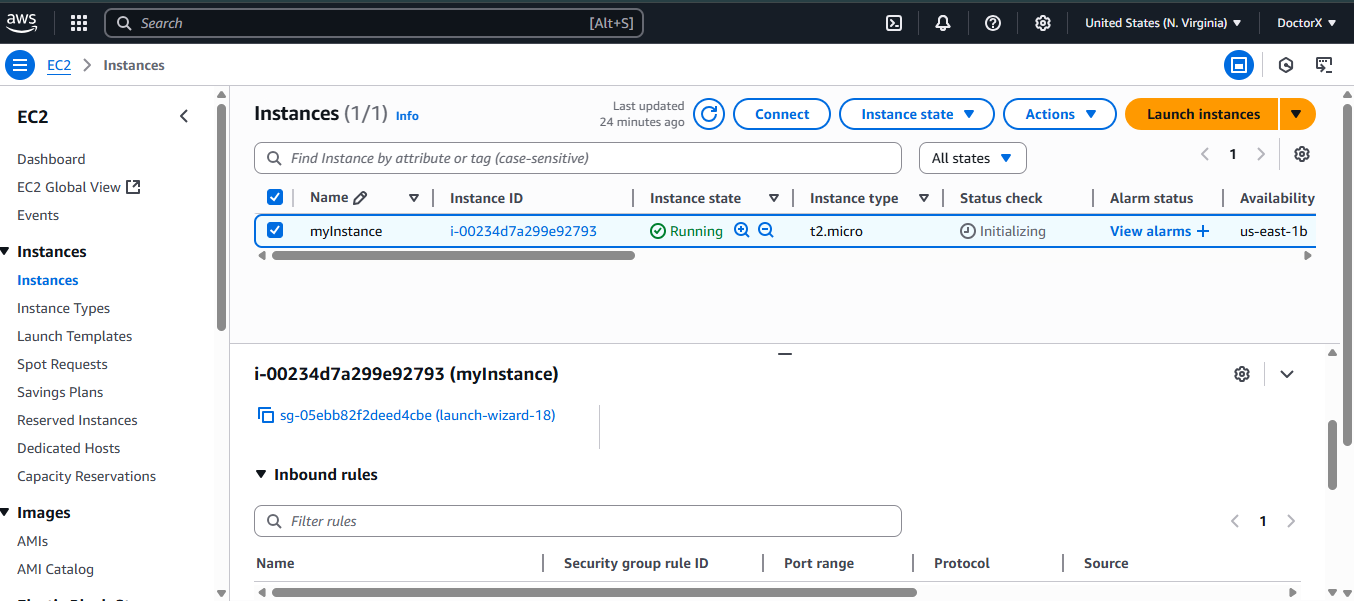 aws Search [Alt+S] United States (N. Virginia) DoctorX
EC2 Instances
EC2
Dashboard
EC2 Global View
Events
Instances
Instances
Instance Types
Launch Templates
Spot Requests
Savings Plans
Reserved Instances
Dedicated Hosts
Capacity Reservations
Images
AMIs
AMI Catalog
Instances (1/1) Info
Last updated
24 minutes ago
Connect Instance state Actions Launch instances
Find Instance by attribute or tag (case-sensitive) All states 1
Name Instance ID Instance state Instance type Status check Alarm status Availability
myInstance i-00234d7a299e92793 Running t2.micro Initializing View alarms + us-east-1b
i-00234d7a299e92793 (myInstance)
sg-05ebb82f2deed4cbe (launch-wizard-18)
Inbound rules
Filter rules 1
Name Security group rule ID Port range Protocol Source